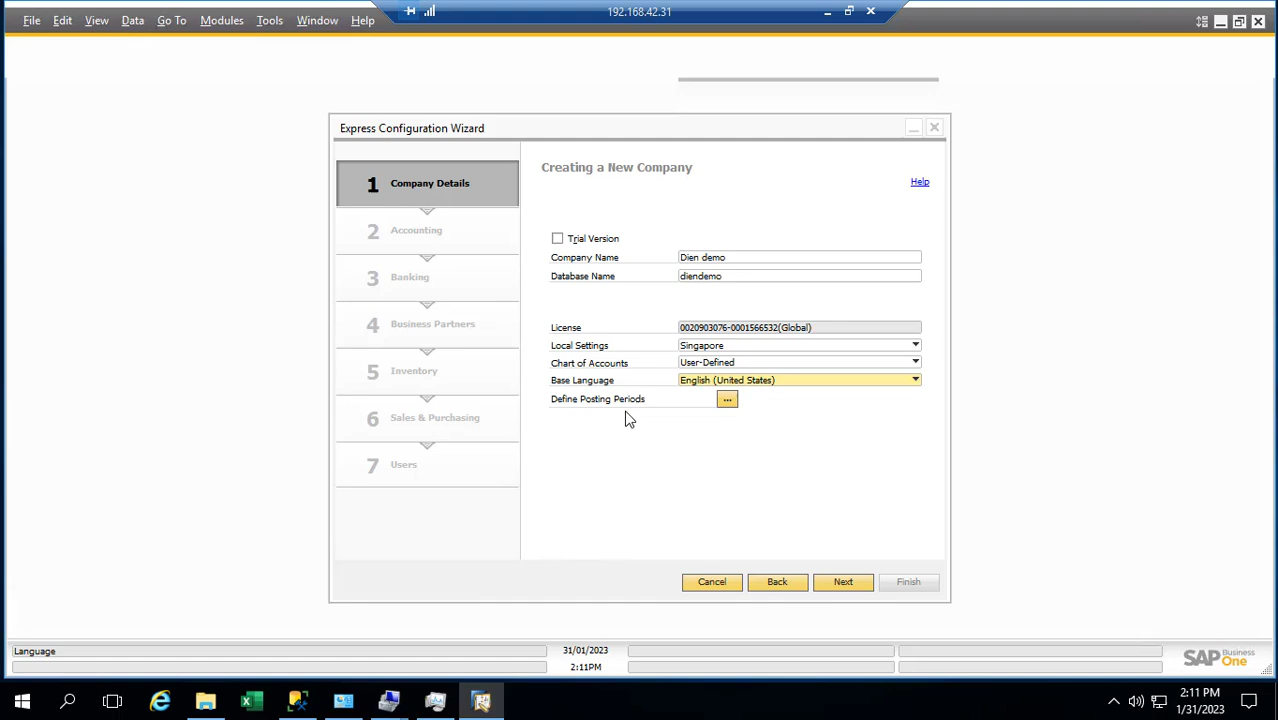 192.168.42.31
File Edit View Data Go To Modules Tools Window Help
Express Configuration Wizard
1 Company Details
2 Accounting
3 Banking
4 Business Partners
5 Inventory
6 Sales & Purchasing
7 Users
Creating a New Company
Help
Trial Version
Company Name Dien demo
Database Name diendemo
License 0020903076-0001566532(Global)
Local Settings Singapore
Chart of Accounts User-Defined
Base Language English (United States)
Define Posting Periods ...
Cancel Back Next Finish
Language 31/01/2023
2:11PM
SAP Business One
2:11 PM
1/31/2023